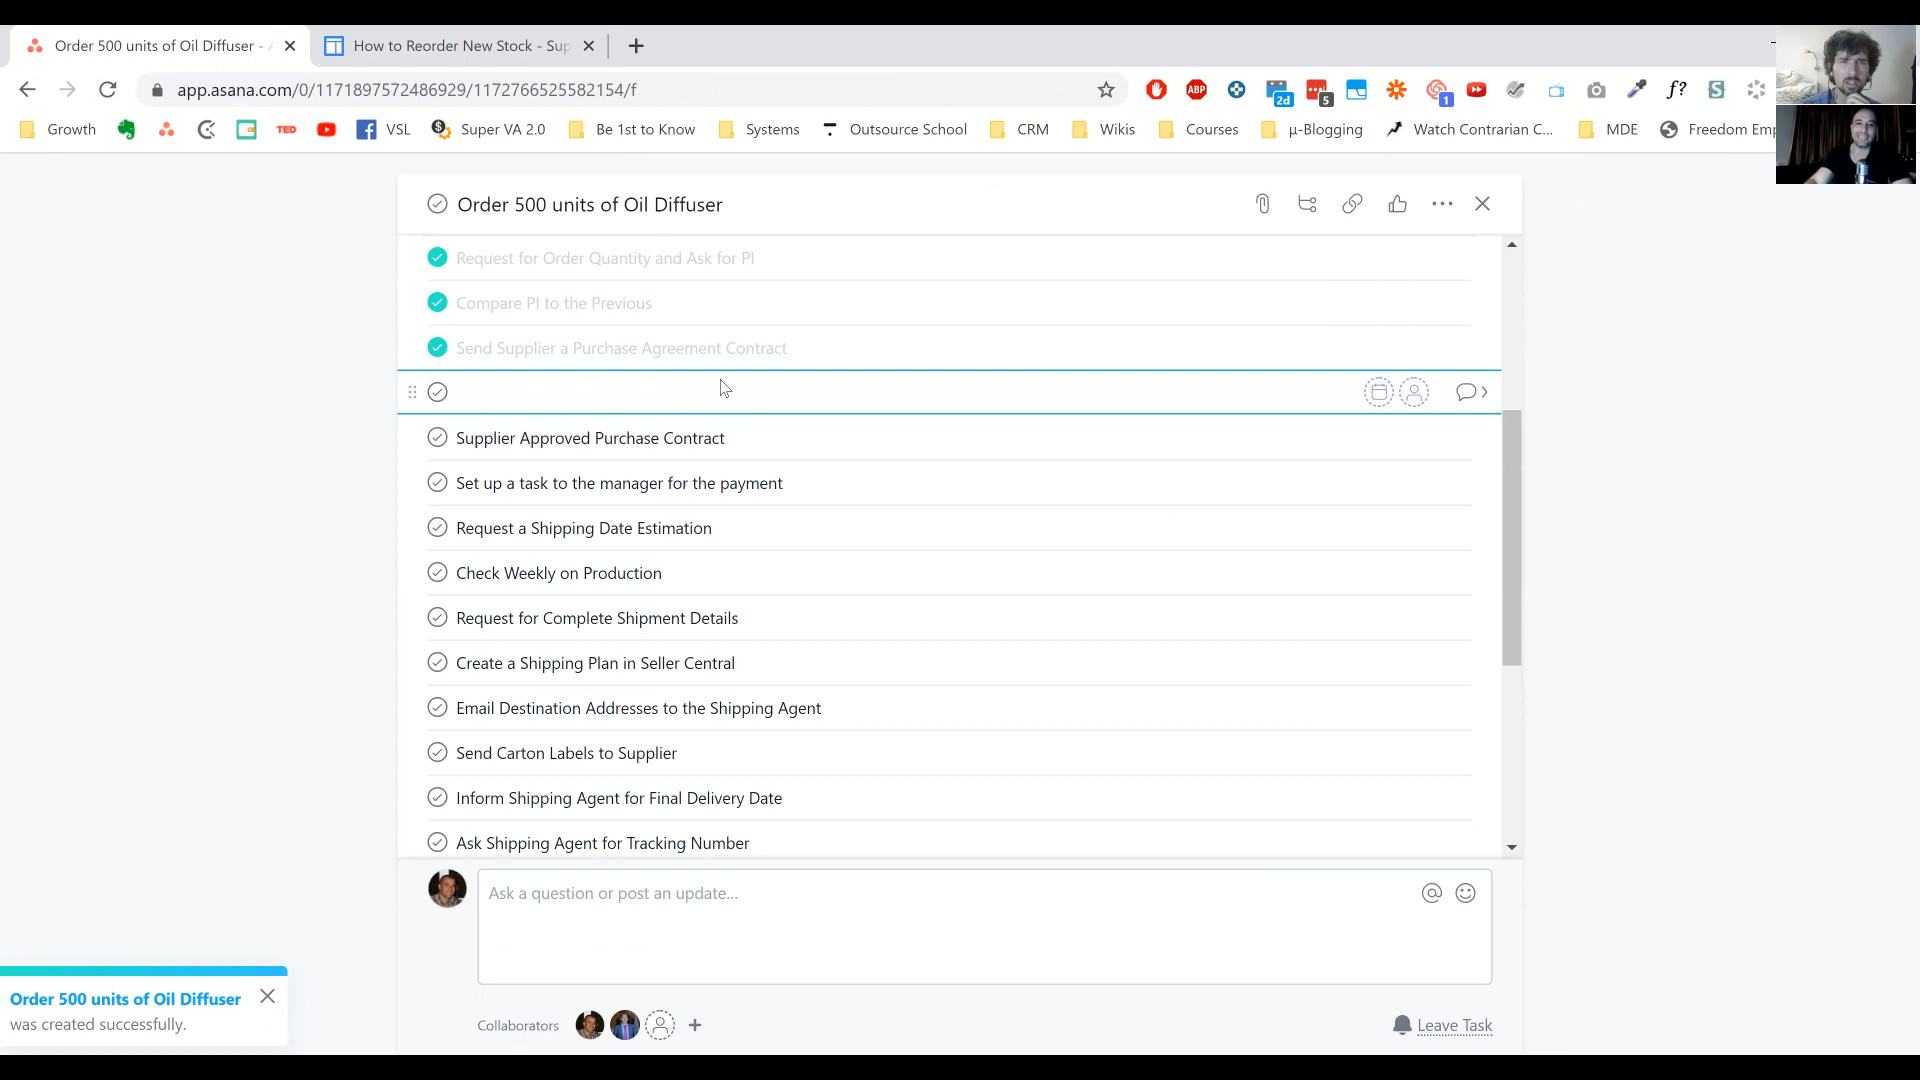 Order 500 units of Oil Diffuser - A
How to Reorder New Stock - Sup
app.asana.com/0/1171897572486929/1172766525582154/f
ABP
2d
5
1
f?
S
Growth
TED
VSL
Super VA 2.0
Be 1st to Know
Systems
Outsource School
CRM
Wikis
Courses
µ-Blogging
Watch Contrarian C...
MDE
Freedom Emp
Order 500 units of Oil Diffuser
Request for Order Quantity and Ask for PI
Compare PI to the Previous
Send Supplier a Purchase Agreement Contract
Supplier Approved Purchase Contract
Set up a task to the manager for the payment
Request a Shipping Date Estimation
Check Weekly on Production
Request for Complete Shipment Details
Create a Shipping Plan in Seller Central
Email Destination Addresses to the Shipping Agent
Send Carton Labels to Supplier
Inform Shipping Agent for Final Delivery Date
Ask Shipping Agent for Tracking Number
Ask a question or post an update...
Order 500 units of Oil Diffuser
was created successfully.
Collaborators
Leave Task